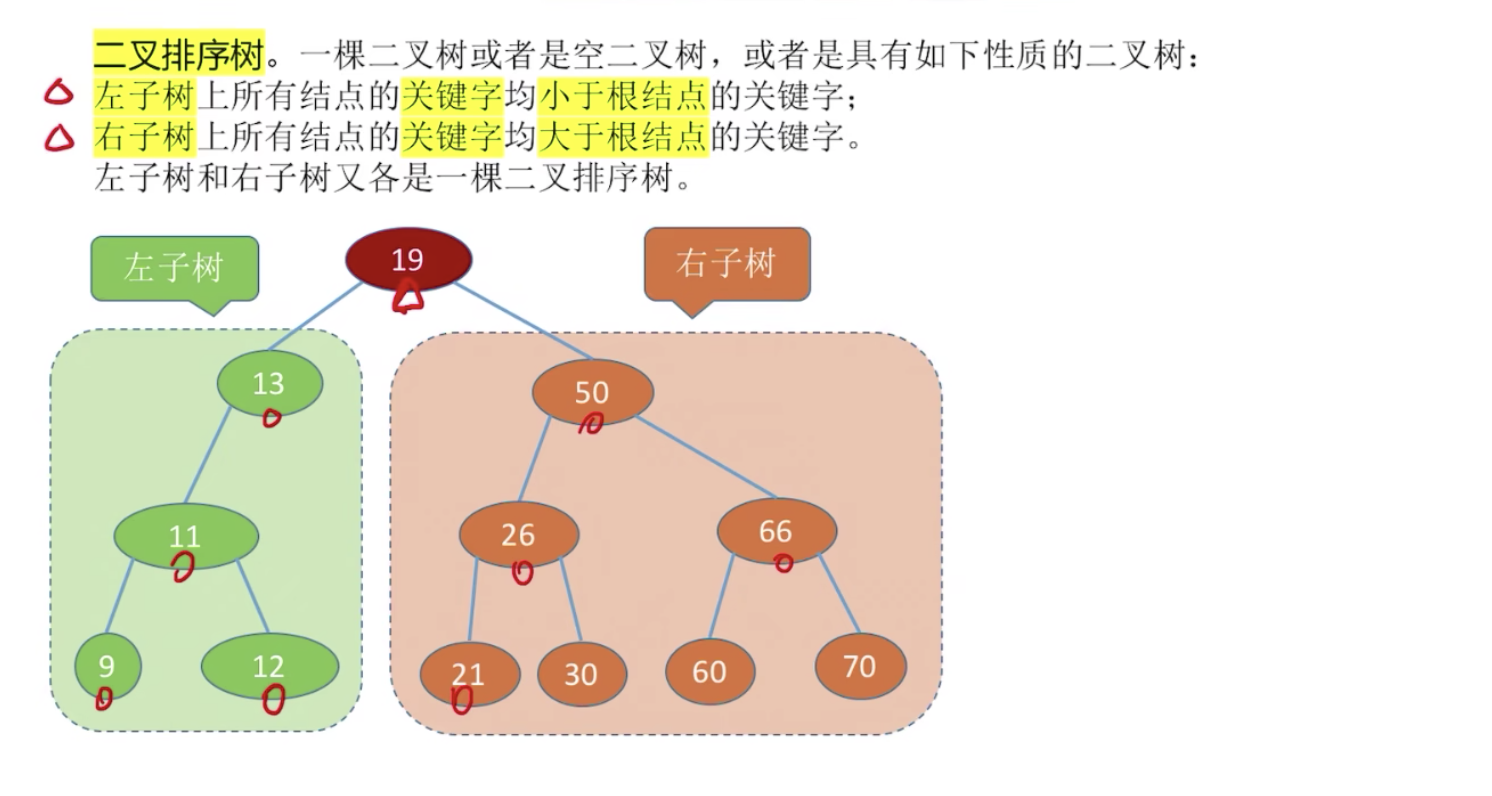 二叉排序树。一棵二叉树或者是空二叉树，或者是具有如下性质的二叉树：
左子树上所有结点的关键字均小于根结点的关键字；
右子树上所有结点的关键字均大于根结点的关键字。
左子树和右子树又各是一棵二叉排序树。
左子树
19
右子树
13
50
11
26
66
9
12
21
30
60
70